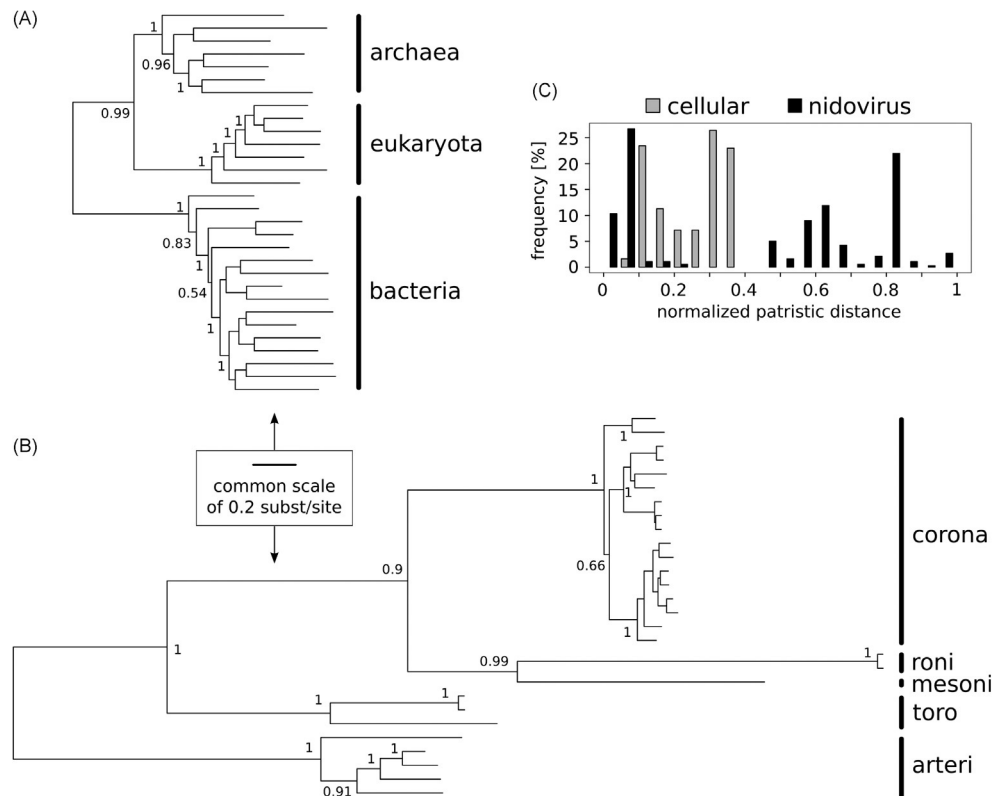 (A)
1
0.96
1
0.99
archaea
1
1
1
1
1
eukaryota
1
0.83
1
0.54
1
1
bacteria
(C)
cellular nidovirus
frequency [%]
25
20
15
10
5
0
0 0.2 0.4 0.6 0.8 1
normalized patristic distance
(B)
common scale
of 0.2 subst/site
1
1
1
0.66
1
corona
0.9
0.99
1
roni
mesoni
1
1
1
toro
1
1
1
0.91
arteri